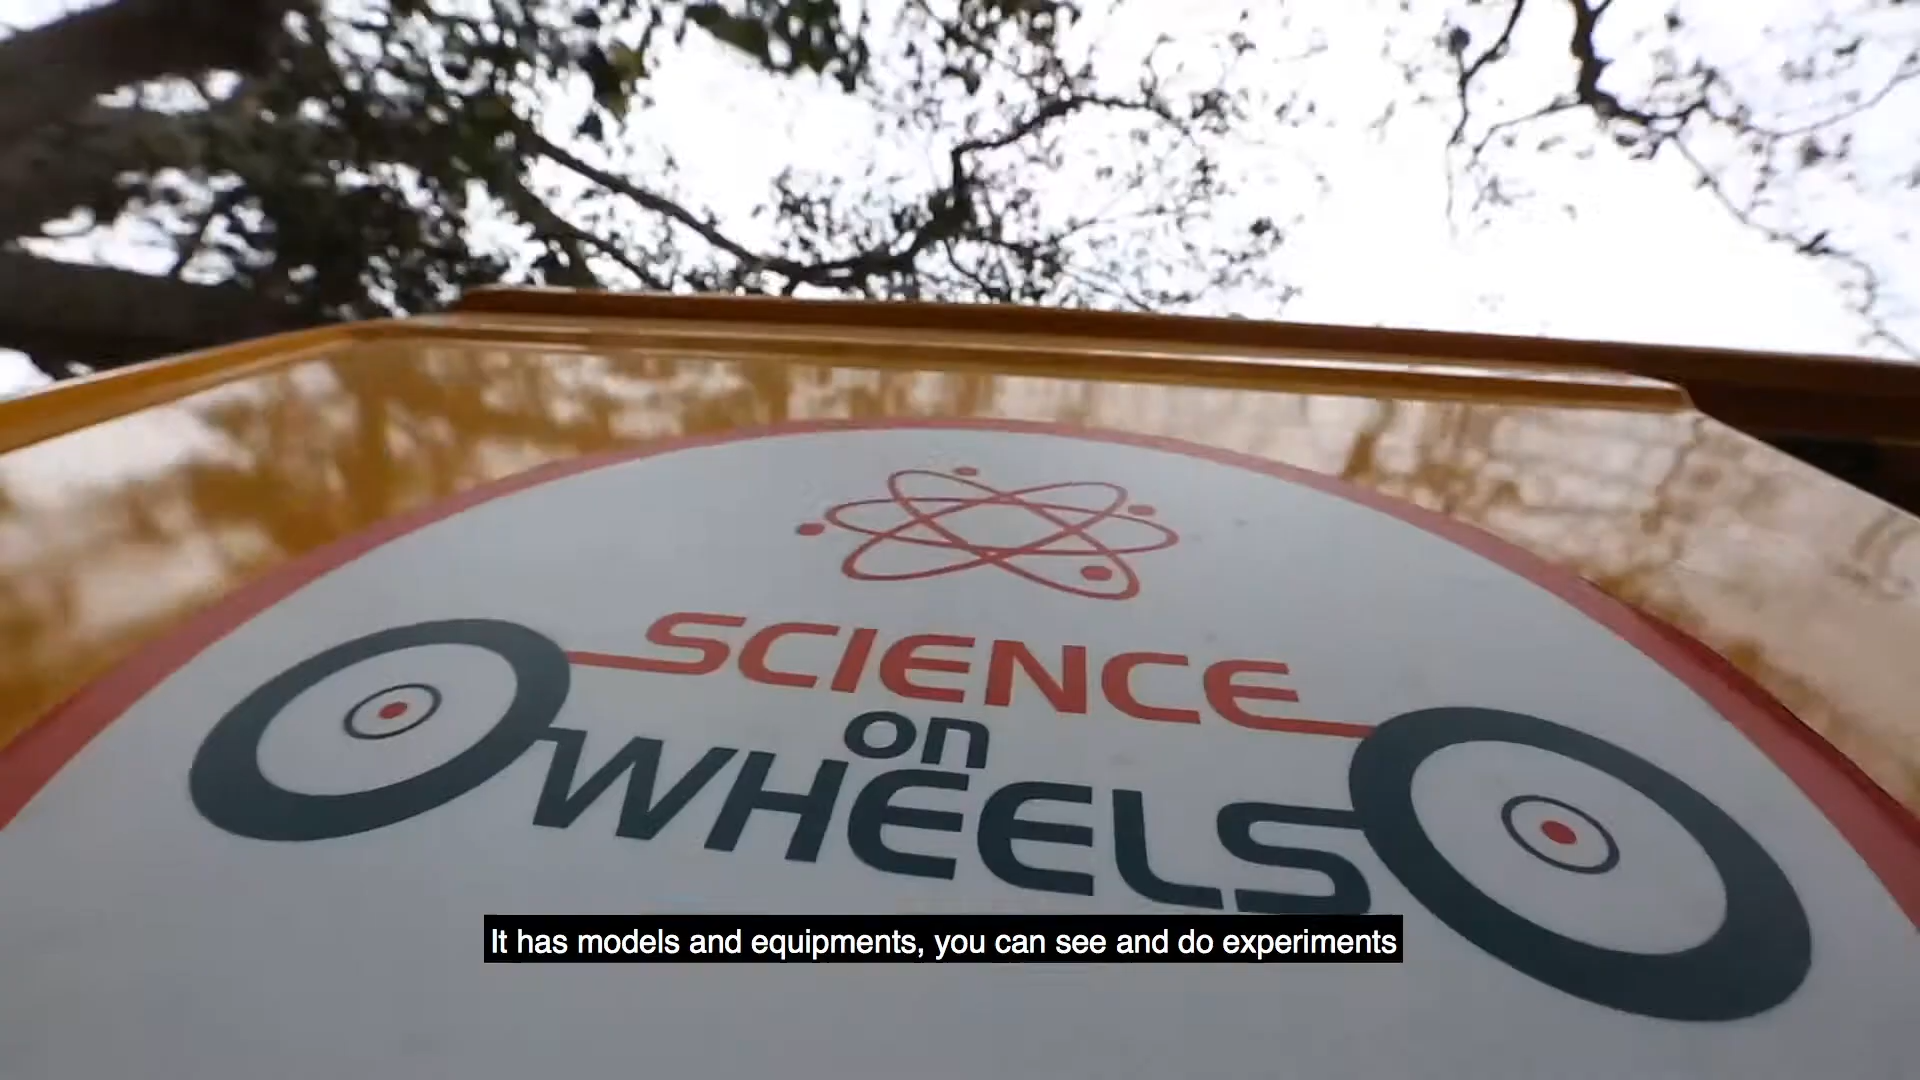 SCIENCE
on
WHEELS
It has models and equipments, you can see and do experiments